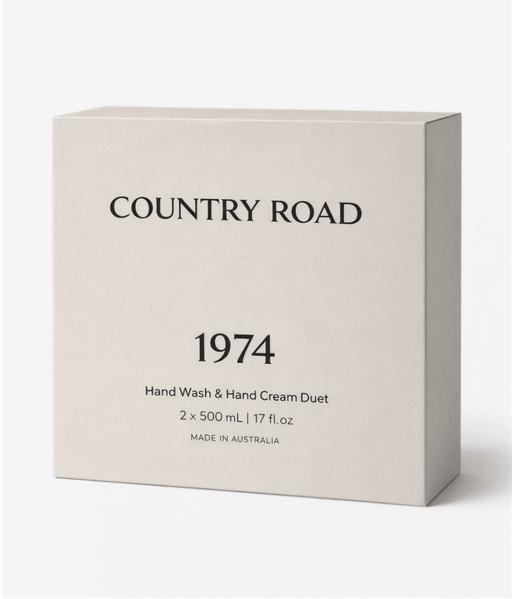 COUNTRY ROAD
1974
Hand Wash & Hand Cream Duet
2 x 500 mL | 17 fl.oz
MADE IN AUSTRALIA